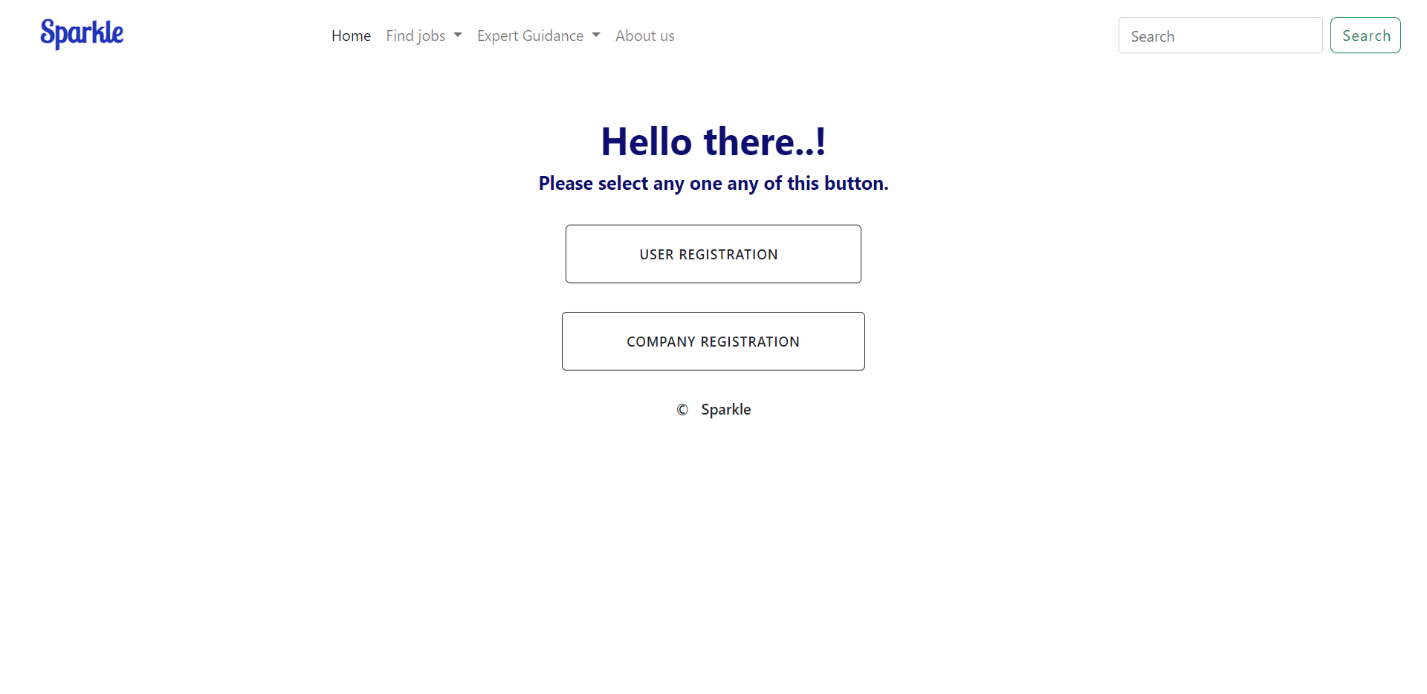 Sparkle Home Find jobs Expert Guidance About us Search Search
Hello there..!
Please select any one any of this button.
USER REGISTRATION
COMPANY REGISTRATION
© Sparkle